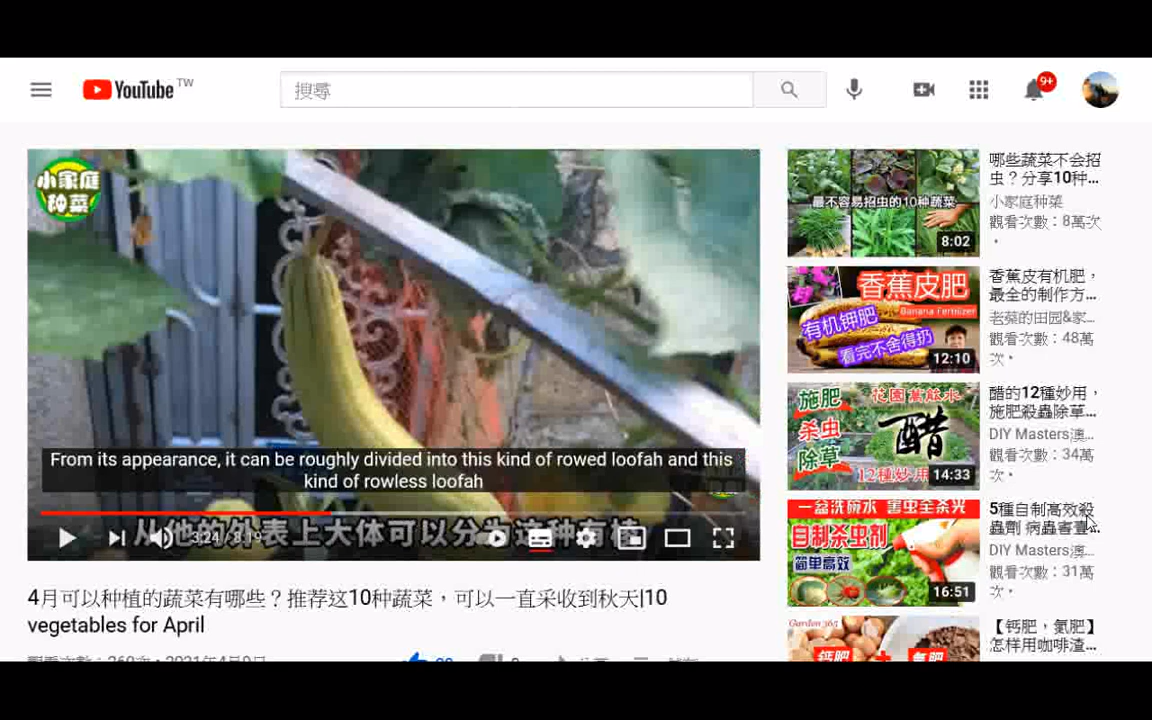 YouTube TW
搜尋
9+
小家庭
种菜
From its appearance, it can be roughly divided into this kind of rowed loofah and this
kind of rowless loofah
从他的外表上大体可以分为这种有棱
3:24 / 8:19
4月可以种植的蔬菜有哪些？推荐这10种蔬菜，可以一直采收到秋天|10
vegetables for April
最不容易招虫的10种蔬菜
8:02
哪些蔬菜不会招
虫？分享10种...
小家庭种菜
觀看次數：8萬次
香蕉皮肥
Banana Fertilizer
有机钾肥
看完不舍得扔
12:10
香蕉皮有机肥，
最全的制作方...
老葵的田园&家...
觀看次數：48萬
次・
施肥
杀虫
除草
花園萬飲水
醋
12種妙用
14:33
醋的12種妙用，
施肥殺蟲除草...
DIY Masters澳...
觀看次數：34萬
次・
一盆洗碗水 害虫全杀光
自制杀虫剂
简单高效
16:51
5種自制高效殺
蟲劑 病蟲害
DIY Masters澳...
觀看次數：31萬
次・
Garden 365
钙肥 + 氮肥
【钙肥，氮肥】
怎样用咖啡渣...